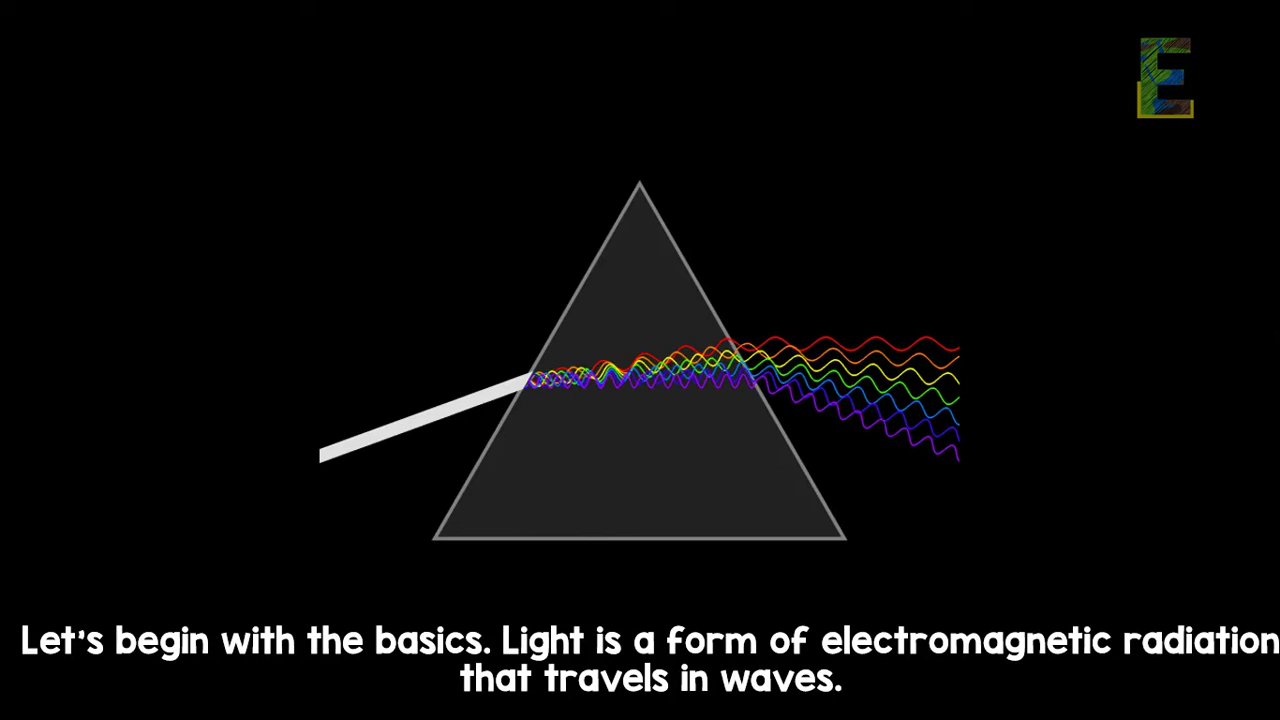 E
Let's begin with the basics. Light is a form of electromagnetic radiation
that travels in waves.